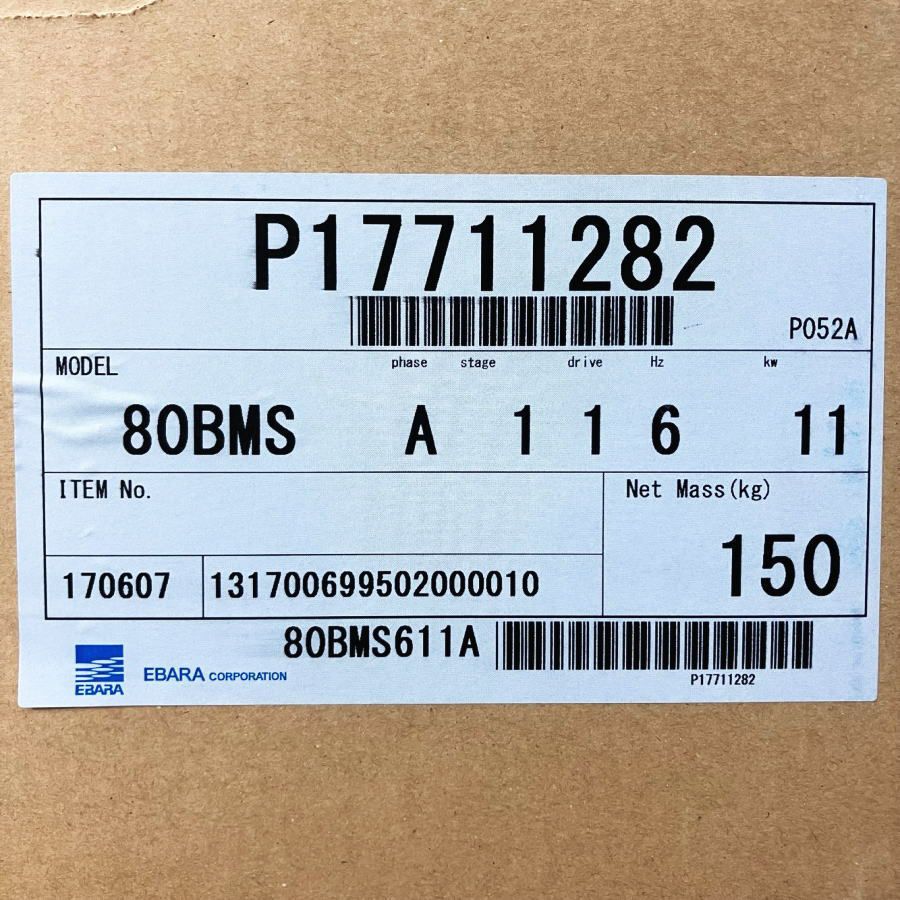 P17711282
P052A
MODEL phase stage drive Hz kw
80BMS A 1 1 6 11
ITEM No. Net Mass(kg)
150
170607 131700699502000010
80BMS611A
EBARA EBARA CORPORATION
P17711282